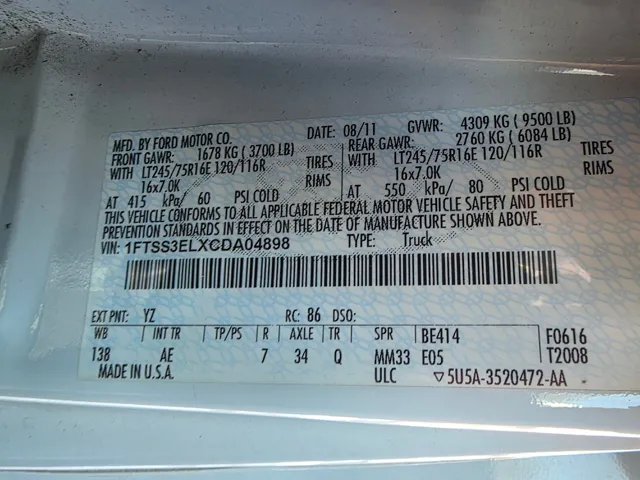 MFD. BY FORD MOTOR CO. DATE: 08/11 GVWR: 4309 KG ( 9500 LB)
FRONT GAWR: 1678 KG ( 3700 LB) REAR GAWR: 2760 KG ( 6084 LB)
WITH LT245/75R16E 120/116R TIRES WITH LT245/75R16E 120/116R TIRES
16x7.0K RIMS 16x7.0K RIMS
AT 415 kPa/ 60 PSI COLD AT 550 kPa/ 80 PSI COLD
THIS VEHICLE CONFORMS TO ALL APPLICABLE FEDERAL MOTOR VEHICLE SAFETY AND THEFT
PREVENTION STANDARDS IN EFFECT ON THE DATE OF MANUFACTURE SHOWN ABOVE.
VIN: 1FTSS3ELXCDA04898 TYPE: Truck
EXT PNT: YZ RC: 86 DSO:
WB INT TR TP/PS R AXLE TR SPR BE414 F0616
138 AE 7 34 Q MM33 E05 T2008
MADE IN U.S.A. ULC ▽5U5A-3520472-AA